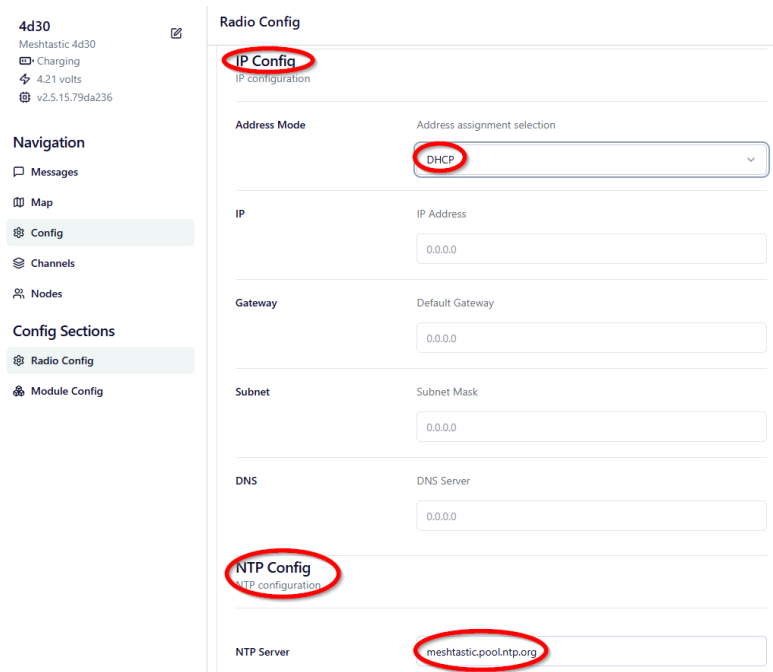 4d30
Meshtastic 4d30
Charging
4.21 volts
v2.5.15.79da236
Navigation
Messages
Map
Config
Channels
Nodes
Config Sections
Radio Config
Module Config
Radio Config
IP Config
IP configuration
Address Mode
Address assignment selection
DHCP
IP
IP Address
0.0.0.0
Gateway
Default Gateway
0.0.0.0
Subnet
Subnet Mask
0.0.0.0
DNS
DNS Server
0.0.0.0
NTP Config
NTP configuration
NTP Server
meshtastic.pool.ntp.org